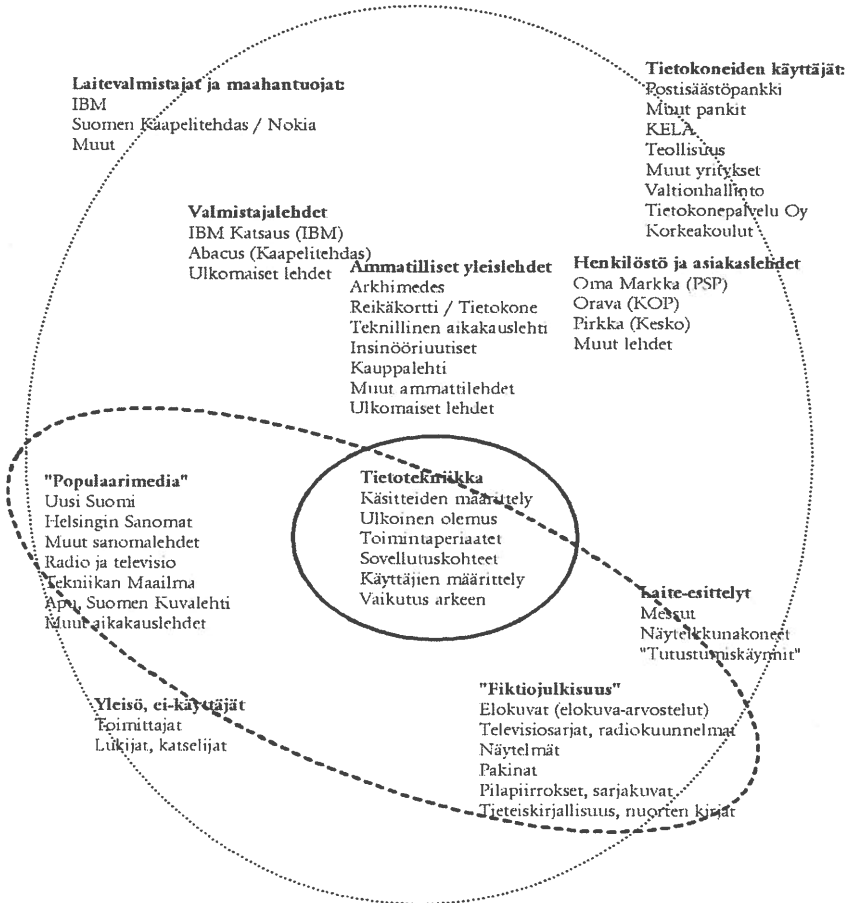 Laitevalmistajat ja maahantuojat:
IBM
Suomen Kaapelitehdas / Nokia
Muut
Tietokoneiden käyttäjät:
Postisäästöpankki
Muut pankit
KELA
Teollisuus
Muut yritykset
Valtionhallinto
Tietokonepalvelu Oy
Korkeakoulut
Valmistajalehdet
IBM Katsaus (IBM)
Abacus (Kaapelitehdas)
Ulkomaiset lehdet
Ammatilliset yleislehdet
Arkhimedes
Reikäkortti / Tietokone
Teknillinen aikakauslehti
Insinööriuutiset
Kauppalehti
Muut ammattilehdet
Ulkomaiset lehdet
Henkilöstö ja asiakaslehdet
Oma Markka (PSP)
Orava (KOP)
Pirkka (Kesko)
Muut lehdet
"Populaarimedia"
Uusi Suomi
Helsingin Sanomat
Muut sanomalehdet
Radio ja televisio
Tekniikan Maailma
Apu, Suomen Kuvalehti
Muut aikakauslehdet
Tietotekniikka
Käsitteiden määrittely
Ulkoinen olemus
Toimintaperiaatet
Sovellutuskohteet
Käyttäjien määrittely
Vaikutus arkeen
Laite-esittelyt
Messut
Näyteikkunakoneet
"Tutustumiskäynnit"
Yleisö, ei-käyttäjät
Toimittajat
Lukijat, katselijat
"Fiktiojulkisuus"
Elokuvat (elokuva-arvostelut)
Televisiosarjat, radiokuunnelmat
Näytelmät
Pakinat
Pilapiirrokset, sarjakuvat
Tieteiskirjallisuus, nuorten kirjat